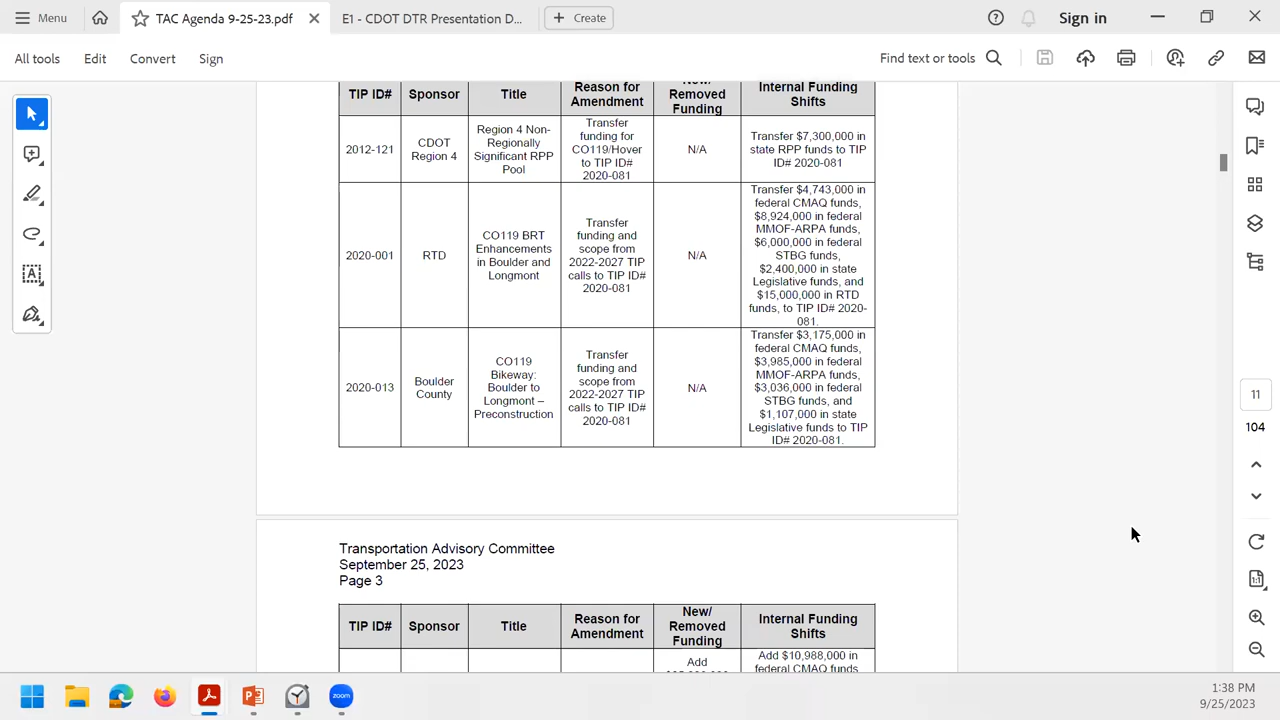 Menu
TAC Agenda 9-25-23.pdf
E1 - CDOT DTR Presentation D...
Create
Sign in
All tools
Edit
Convert
Sign
Find text or tools
TIP ID#
Sponsor
Title
Reason for
Amendment
New/
Removed
Funding
Internal Funding
Shifts
2012-121
CDOT
Region 4
Region 4 Non-
Regionally
Significant RPP
Pool
Transfer
funding for
CO119/Hover
to TIP ID#
2020-081
N/A
Transfer $7,300,000 in
state RPP funds to TIP
ID# 2020-081
2020-001
RTD
CO119 BRT
Enhancements
in Boulder and
Longmont
Transfer
funding and
scope from
2022-2027 TIP
calls to TIP ID#
2020-081
N/A
Transfer $4,743,000 in
federal CMAQ funds,
$8,924,000 in federal
MMOF-ARPA funds,
$6,000,000 in federal
STBG funds,
$2,400,000 in state
Legislative funds, and
$15,000,000 in RTD
funds, to TIP ID# 2020-
081.
2020-013
Boulder
County
CO119
Bikeway:
Boulder to
Longmont –
Preconstruction
Transfer
funding and
scope from
2022-2027 TIP
calls to TIP ID#
2020-081
N/A
Transfer $3,175,000 in
federal CMAQ funds,
$3,985,000 in federal
MMOF-ARPA funds,
$3,036,000 in federal
STBG funds, and
$1,107,000 in state
Legislative funds to TIP
ID# 2020-081.
11
104
Transportation Advisory Committee
September 25, 2023
Page 3
TIP ID#
Sponsor
Title
Reason for
Amendment
New/
Removed
Funding
Internal Funding
Shifts
Add
Add $10,988,000 in
federal CMAQ funds
zoom
1:38 PM
9/25/2023